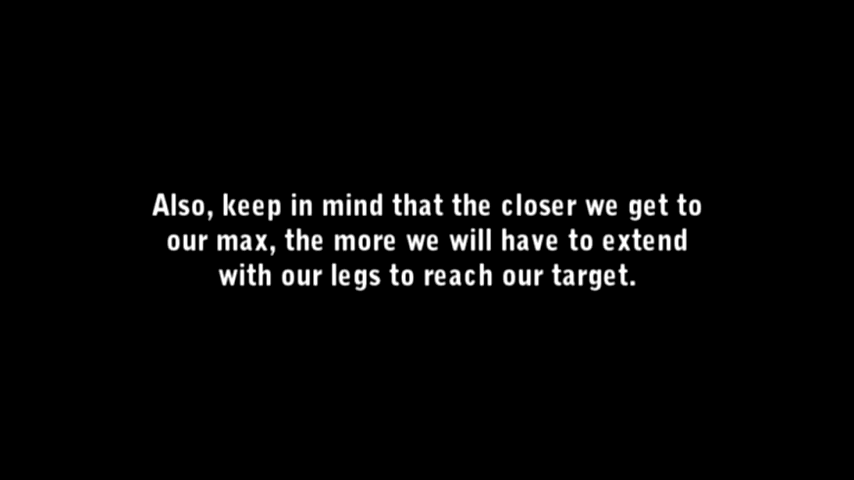 Also, keep in mind that the closer we get to
our max, the more we will have to extend
with our legs to reach our target.